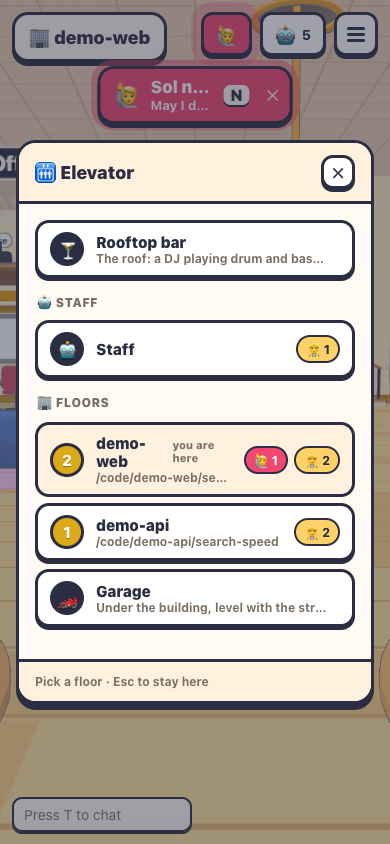 demo-web
5
Sol n...
May I d...
N
Elevator
Rooftop bar
The roof: a DJ playing drum and bas...
STAFF
Staff
1
FLOORS
2
demo-web
you are here
/code/demo-web/se...
1
2
1
demo-api
/code/demo-api/search-speed
2
Garage
Under the building, level with the str...
Pick a floor · Esc to stay here
Press T to chat